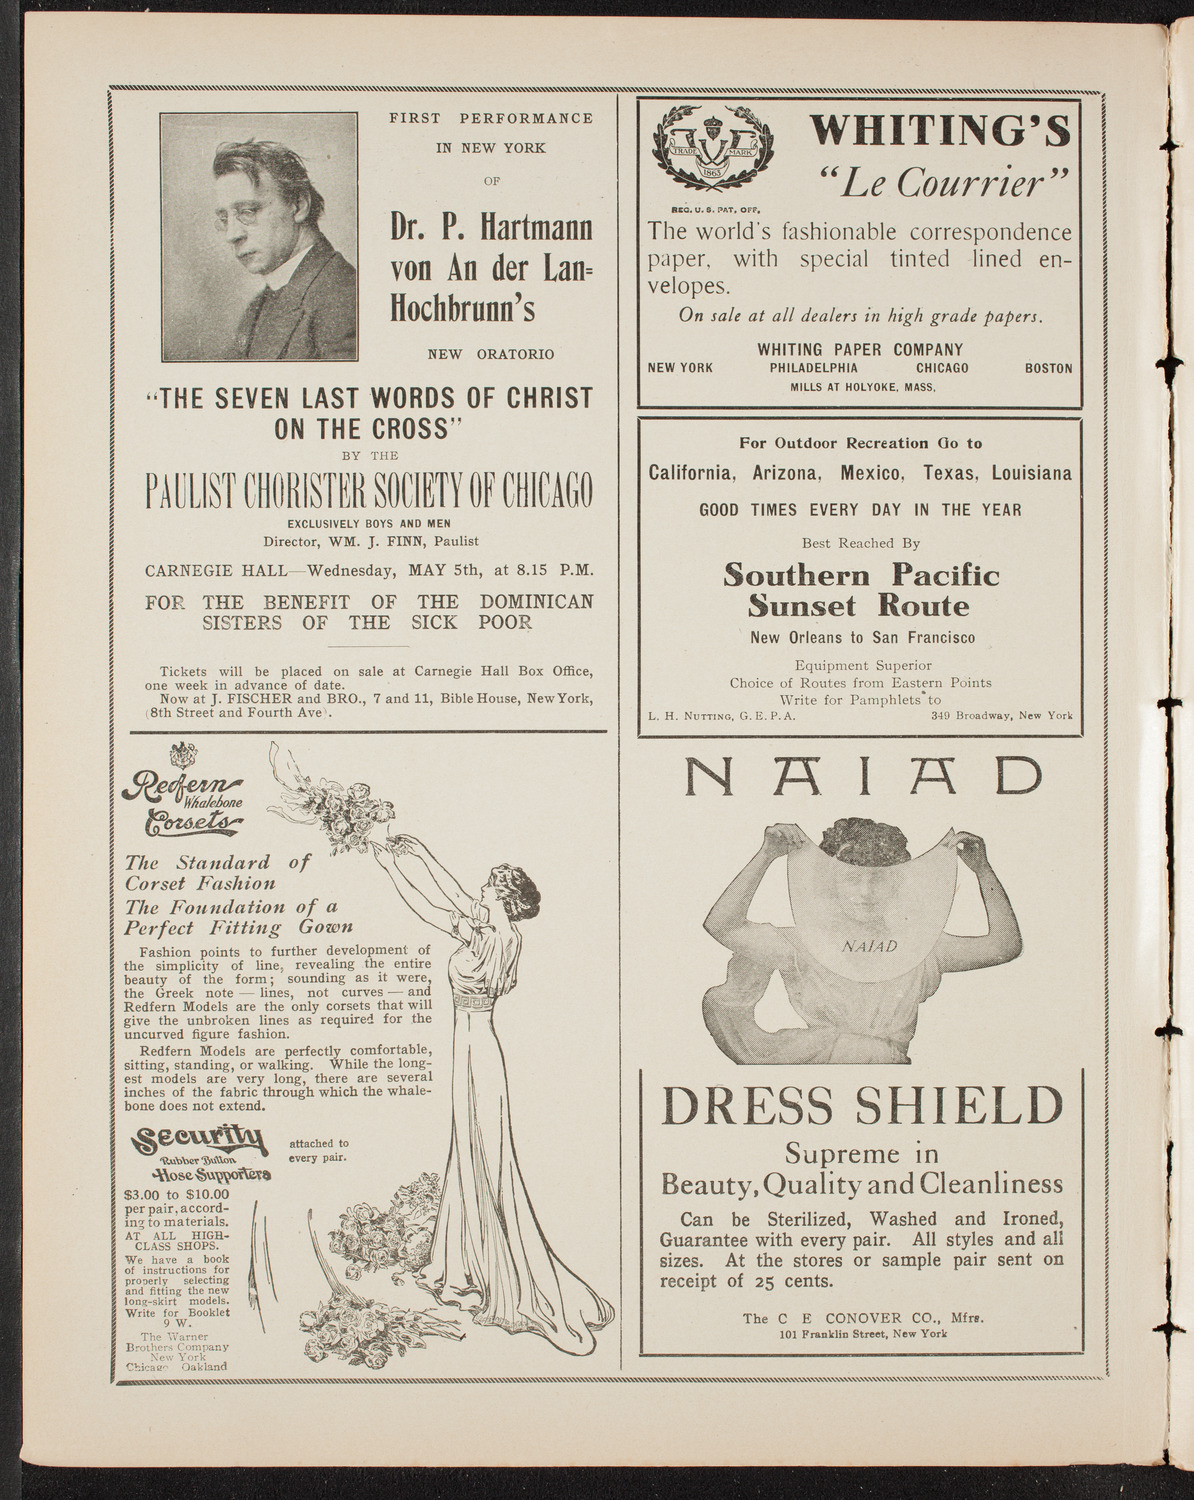 FIRST PERFORMANCE
IN NEW YORK
OF
Dr. P. Hartmann
von An der Lan=
Hochbrunn's
NEW ORATORIO
"THE SEVEN LAST WORDS OF CHRIST
ON THE CROSS"
BY THE
PAULIST CHORISTER SOCIETY OF CHICAGO
EXCLUSIVELY BOYS AND MEN
Director, WM. J. FINN, Paulist
CARNEGIE HALL—Wednesday, MAY 5th, at 8.15 P.M.
FOR THE BENEFIT OF THE DOMINICAN
SISTERS OF THE SICK POOR
Tickets will be placed on sale at Carnegie Hall Box Office,
one week in advance of date.
Now at J. FISCHER and BRO., 7 and 11, Bible House, New York,
(8th Street and Fourth Ave).
Redfern
Whalebone
Corsets
The Standard of
Corset Fashion
The Foundation of a
Perfect Fitting Gown
Fashion points to further development of
the simplicity of line, revealing the entire
beauty of the form; sounding as it were,
the Greek note — lines, not curves — and
Redfern Models are the only corsets that will
give the unbroken lines as required for the
uncurved figure fashion.
Redfern Models are perfectly comfortable,
sitting, standing, or walking. While the long-
est models are very long, there are several
inches of the fabric through which the whale-
bone does not extend.
Security
Rubber Button
Hose Supporters
attached to
every pair.
$3.00 to $10.00
per pair, accord-
ing to materials.
AT ALL HIGH-
CLASS SHOPS.
We have a book
of instructions for
properly selecting
and fitting the new
long-skirt models.
Write for Booklet
9 W.
The Warner
Brothers Company
New York
Chicago Oakland
TRADE MARK
1865
REG. U. S. PAT. OFF.
WHITING'S
"Le Courrier"
The world's fashionable correspondence
paper, with special tinted lined en-
velopes.
On sale at all dealers in high grade papers.
WHITING PAPER COMPANY
NEW YORK PHILADELPHIA CHICAGO BOSTON
MILLS AT HOLYOKE, MASS.
For Outdoor Recreation Go to
California, Arizona, Mexico, Texas, Louisiana
GOOD TIMES EVERY DAY IN THE YEAR
Best Reached By
Southern Pacific
Sunset Route
New Orleans to San Francisco
Equipment Superior
Choice of Routes from Eastern Points
Write for Pamphlets to
L. H. NUTTING, G. E. P. A. 349 Broadway, New York
NAIAD
NAIAD
DRESS SHIELD
Supreme in
Beauty, Quality and Cleanliness
Can be Sterilized, Washed and Ironed,
Guarantee with every pair. All styles and all
sizes. At the stores or sample pair sent on
receipt of 25 cents.
The C E CONOVER CO., Mfrs.
101 Franklin Street, New York